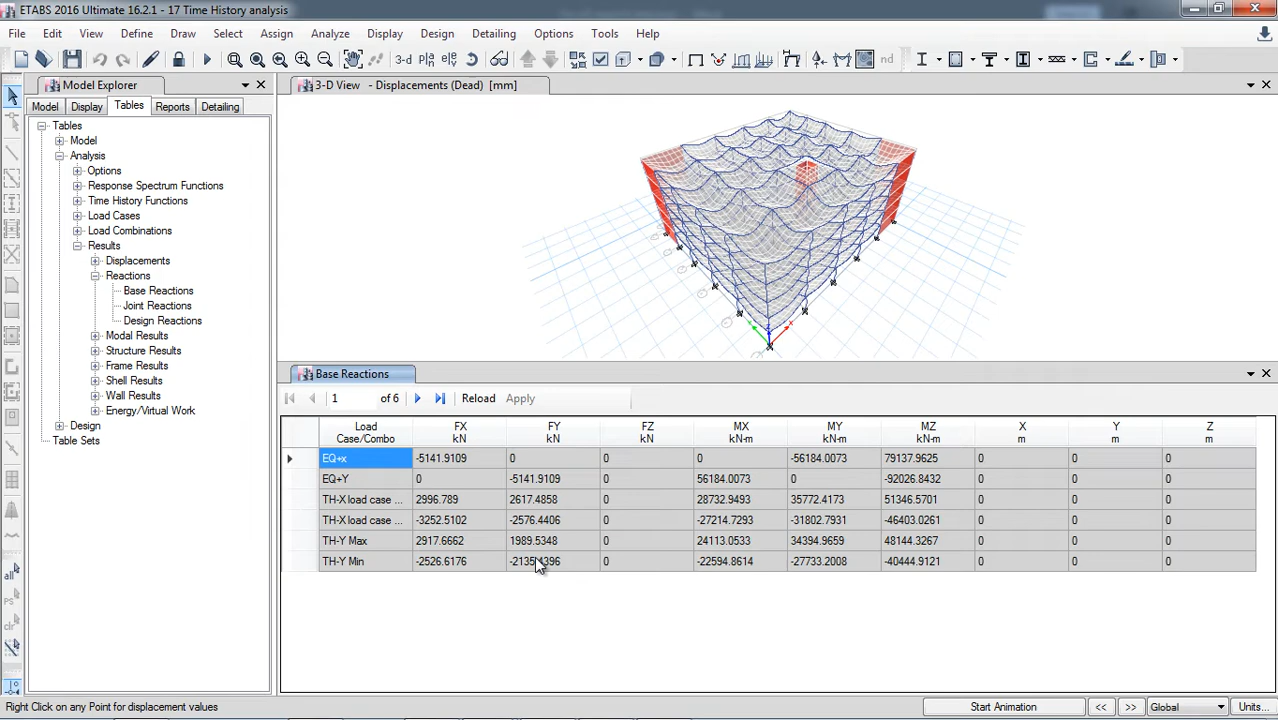 ETABS 2016 Ultimate 16.2.1 - 17 Time History analysis
File Edit View Define Draw Select Assign Analyze Display Design Detailing Options Tools Help
3-d pla ele nd
Model Explorer
Model Display Tables Reports Detailing
Tables
Model
Analysis
Options
Response Spectrum Functions
Time History Functions
Load Cases
Load Combinations
Results
Displacements
Reactions
Base Reactions
Joint Reactions
Design Reactions
Modal Results
Structure Results
Frame Results
Shell Results
Wall Results
Energy/Virtual Work
Design
Table Sets
all
ps
clr
3-D View - Displacements (Dead) [mm]
Base Reactions
1 of 6 Reload Apply
Load Case/Combo FX kN FY kN FZ kN MX kN-m MY kN-m MZ kN-m X m Y m Z m
EQ+x -5141.9109 0 0 0 -56184.0073 79137.9625 0 0 0
EQ+Y 0 -5141.9109 0 56184.0073 0 -92026.8432 0 0 0
TH-X load case ... 2996.789 2617.4858 0 28732.9493 35772.4173 51346.5701 0 0 0
TH-X load case ... -3252.5102 -2576.4406 0 -27214.7293 -31802.7931 -46403.0261 0 0 0
TH-Y Max 2917.6662 1989.5348 0 24113.0533 34394.9659 48144.3267 0 0 0
TH-Y Min -2526.6176 0 -22594.8614 -27733.2008 -40444.9121 0 0 0
Right Click on any Point for displacement values
Start Animation << >> Global Units...